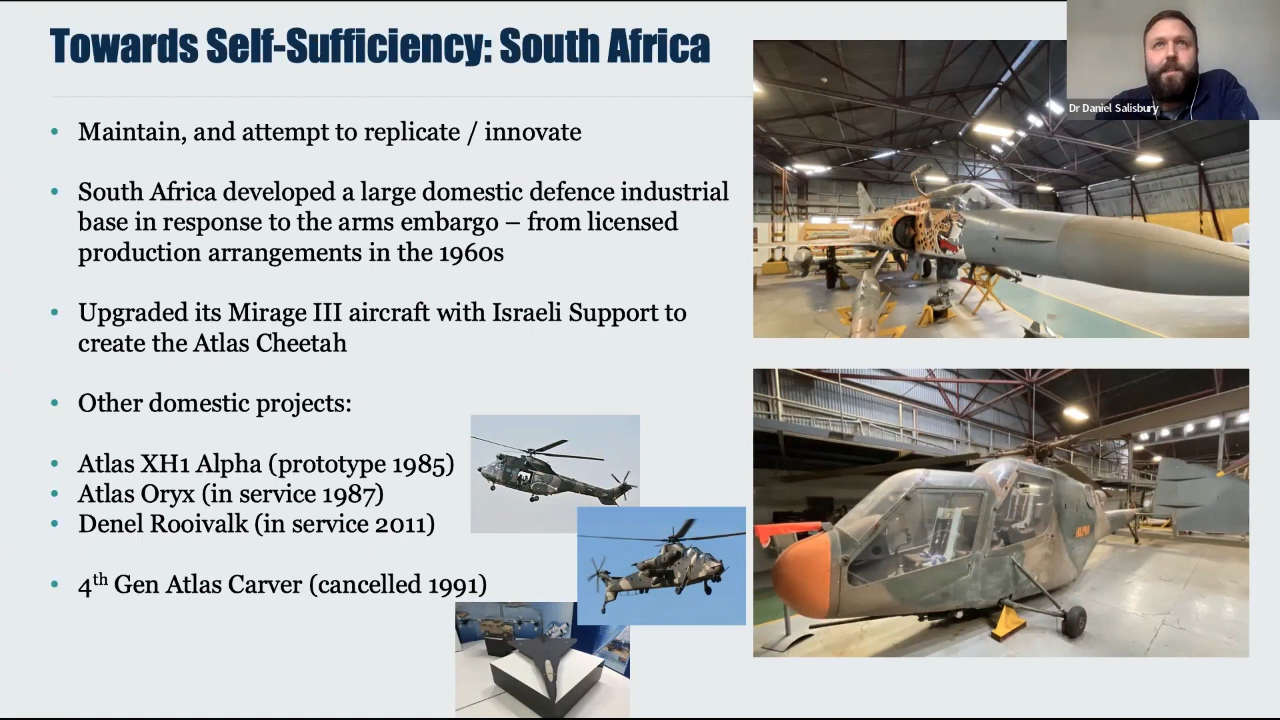 Towards Self-Sufficiency: South Africa
Dr Daniel Salisbury
• Maintain, and attempt to replicate / innovate
• South Africa developed a large domestic defence industrial
base in response to the arms embargo – from licensed
production arrangements in the 1960s
• Upgraded its Mirage III aircraft with Israeli Support to
create the Atlas Cheetah
• Other domestic projects:
• Atlas XH1 Alpha (prototype 1985)
• Atlas Oryx (in service 1987)
• Denel Rooivalk (in service 2011)
• 4th Gen Atlas Carver (cancelled 1991)
ALPHA